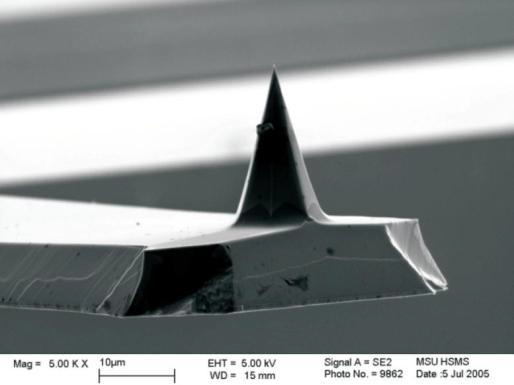 Mag = 5.00 K X 10µm EHT = 5.00 kV Signal A = SE2 MSU HSMS
WD = 15 mm Photo No. = 9862 Date :5 Jul 2005